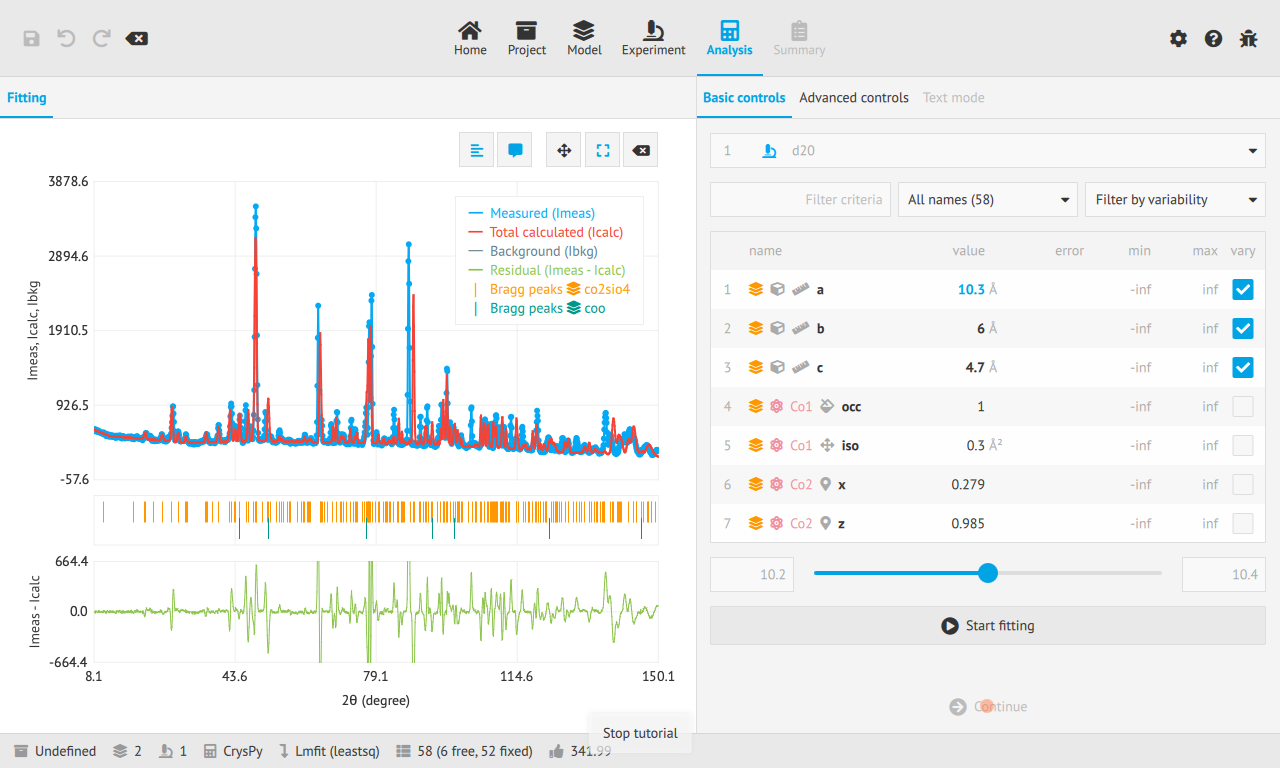 Home Project Model Experiment Analysis Summary
Fitting
Basic controls Advanced controls Text mode
1 d20
Filter criteria All names (58) Filter by variability
name value error min max vary
1 a 10.3 Å -inf inf
2 b 6 Å -inf inf
3 c 4.7 Å -inf inf
4 Co1 occ 1 -inf inf
5 Co1 iso 0.3 Å² -inf inf
6 Co2 x 0.279 -inf inf
7 Co2 z 0.985 -inf inf
10.2 10.4
Start fitting
Continue
Imeas, Icalc, Ibkg
3878.6
2894.6
1910.5
926.5
-57.6
Measured (Imeas)
Total calculated (Icalc)
Background (Ibkg)
Residual (Imeas - Icalc)
Bragg peaks co2sio4
Bragg peaks coo
Imeas - Icalc
664.4
0.0
-664.4
8.1 43.6 79.1 114.6 150.1
2θ (degree)
Stop tutorial
Undefined 2 1 CrysPy Lmfit (leastsq) 58 (6 free, 52 fixed) 341.99